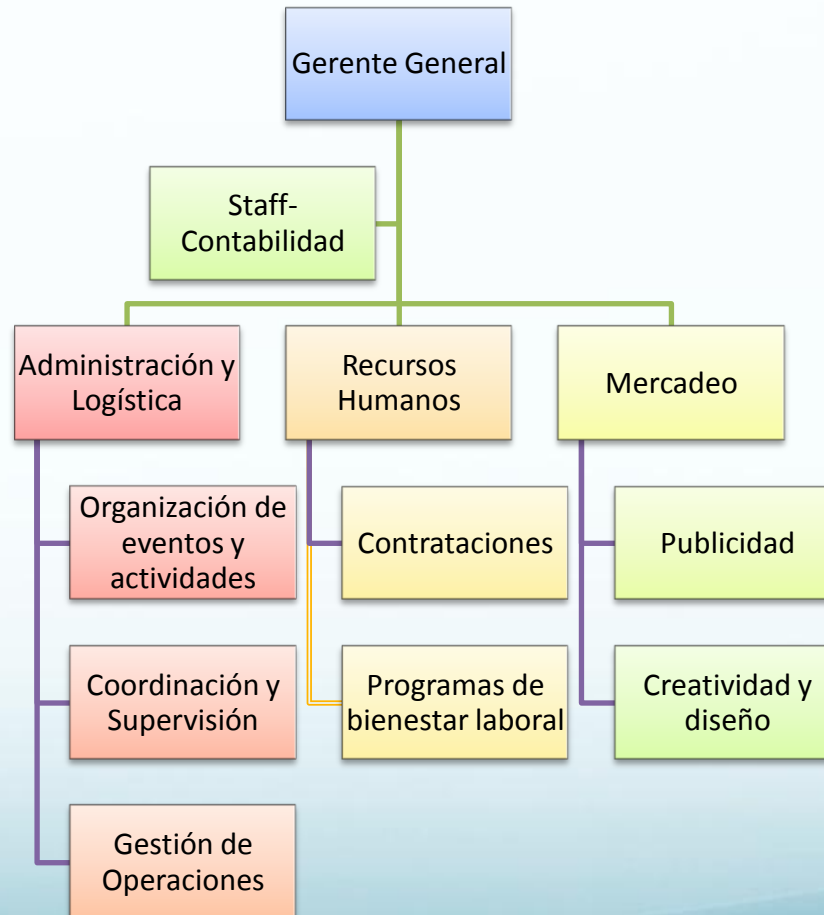 Gerente General
Staff-
Contabilidad
Administración y
Logística
Recursos
Humanos
Mercadeo
Organización de
eventos y
actividades
Contrataciones
Publicidad
Coordinación y
Supervisión
Programas de
bienestar laboral
Creatividad y
diseño
Gestión de
Operaciones